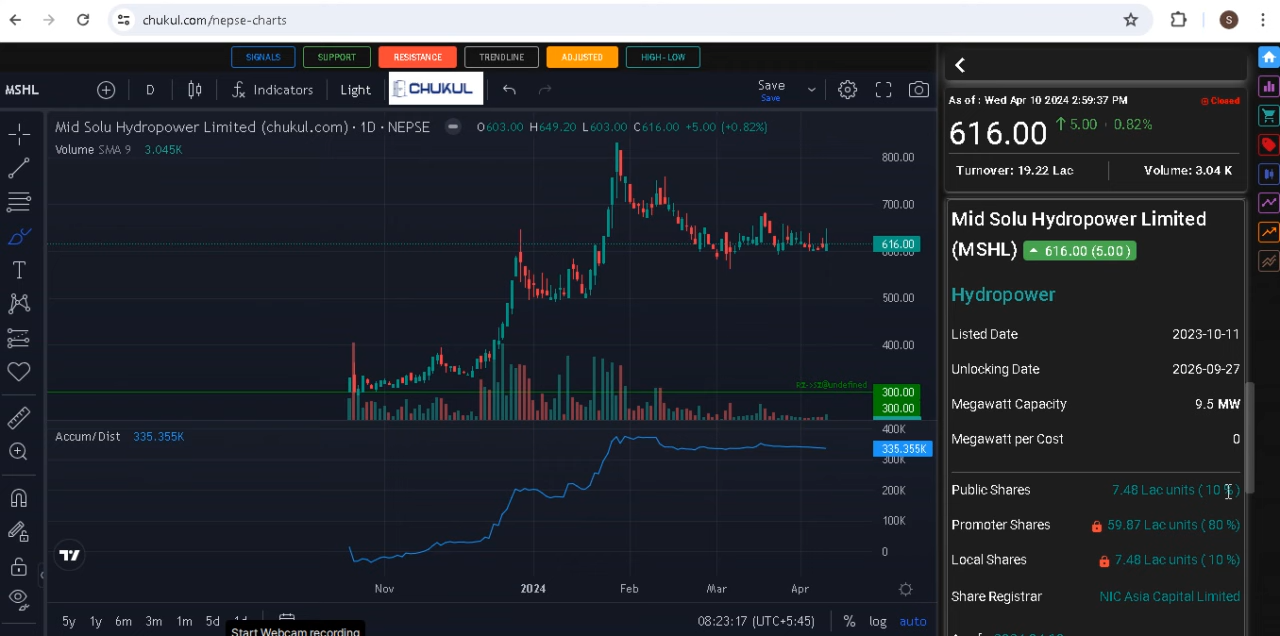 chukul.com/nepse-charts
S
SIGNALS SUPPORT RESISTANCE TRENDLINE ADJUSTED HIGH-LOW
MSHL D Indicators Light CHUKUL Save
Save
Mid Solu Hydropower Limited (chukul.com) · 1D · NEPSE O603.00 H649.20 L603.00 C616.00 +5.00 (+0.82%)
Volume SMA 9 3.045K
800.00
700.00
616.00
600.00
500.00
400.00
300.00
300.00
Accum/Dist 335.355K
400K
335.355K
300K
200K
100K
0
Nov 2024 Feb Mar Apr
5y 1y 6m 3m 1m 5d 1d 08:23:17 (UTC+5:45) % log auto
Start Webcam recording
As of : Wed Apr 10 2024 2:59:37 PM Closed
616.00 5.00 · 0.82%
Turnover: 19.22 Lac Volume: 3.04 K
Mid Solu Hydropower Limited
(MSHL) 616.00 (5.00 )
Hydropower
Listed Date 2023-10-11
Unlocking Date 2026-09-27
Megawatt Capacity 9.5 MW
Megawatt per Cost 0
Public Shares 7.48 Lac units ( 10 % )
Promoter Shares 59.87 Lac units ( 80 %)
Local Shares 7.48 Lac units ( 10 %)
Share Registrar NIC Asia Capital Limited